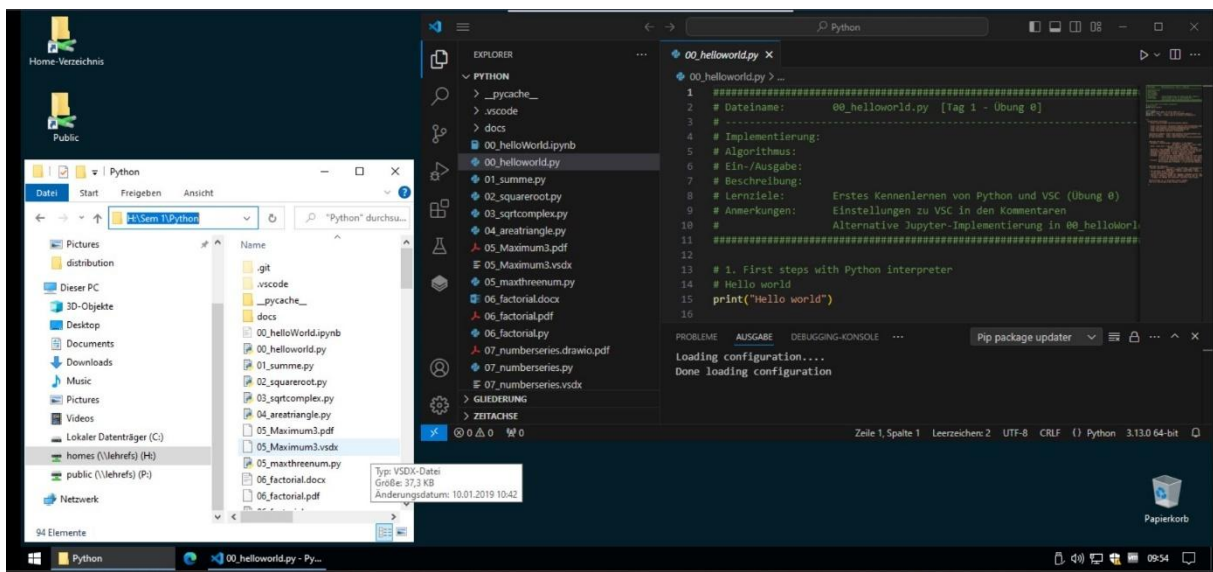 Home-Verzeichnis
Public
Python
Datei Start Freigeben Ansicht
H:\Sem 1\Python
"Python" durchsu...
Pictures
distribution
Dieser PC
3D-Objekte
Desktop
Documents
Downloads
Music
Pictures
Videos
Lokaler Datenträger (C:)
homes (\\lehrefs) (H:)
public (\\lehrefs) (P:)
Netzwerk
Name
.git
.vscode
__pycache__
docs
00_helloWorld.ipynb
00_helloworld.py
01_summe.py
02_squareroot.py
03_sqrtcomplex.py
04_areatriangle.py
05_Maximum3.pdf
05_Maximum3.vsdx
05_maxthreenum.py
06_factorial.docx
06_factorial.pdf
Typ: VSDX-Datei
Größe: 37,3 KB
Änderungsdatum: 10.01.2019 10:42
94 Elemente
Python
EXPLORER
PYTHON
> __pycache__
> .vscode
> docs
00_helloWorld.ipynb
00_helloworld.py
01_summe.py
02_squareroot.py
03_sqrtcomplex.py
04_areatriangle.py
05_Maximum3.pdf
05_Maximum3.vsdx
05_maxthreenum.py
06_factorial.docx
06_factorial.pdf
06_factorial.py
07_numberseries.drawio.pdf
07_numberseries.py
07_numberseries.vsdx
> GLIEDERUNG
> ZEITACHSE
00_helloworld.py ×
00_helloworld.py > ...
1 ######################################################################
2 # Dateiname: 00_helloworld.py [Tag 1 - Übung 0]
3 # --------------------------------------------------------------------
4 # Implementierung:
5 # Algorithmus:
6 # Ein-/Ausgabe:
7 # Beschreibung:
8 # Lernziele: Erstes Kennenlernen von Python und VSC (Übung 0)
9 # Anmerkungen: Einstellungen zu VSC in den Kommentaren
10 # Alternative Jupyter-Implementierung in 00_helloWorl
11 ######################################################################
12
13 # 1. First steps with Python interpreter
14 # Hello world
15 print("Hello world")
16
PROBLEME AUSGABE DEBUGGING-KONSOLE ... Pip package updater
Loading configuration....
Done loading configuration
0 0 0
Zeile 1, Spalte 1 Leerzeichen: 2 UTF-8 CRLF {} Python 3.13.0 64-bit
Papierkorb
Python
00_helloworld.py - Py...
09:54